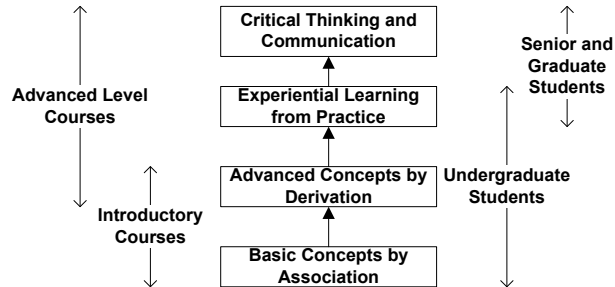 Critical Thinking and
Communication
Senior and
Graduate
Students
Advanced Level
Courses
Experiential Learning
from Practice
Advanced Concepts by
Derivation
Undergraduate
Students
Introductory
Courses
Basic Concepts by
Association